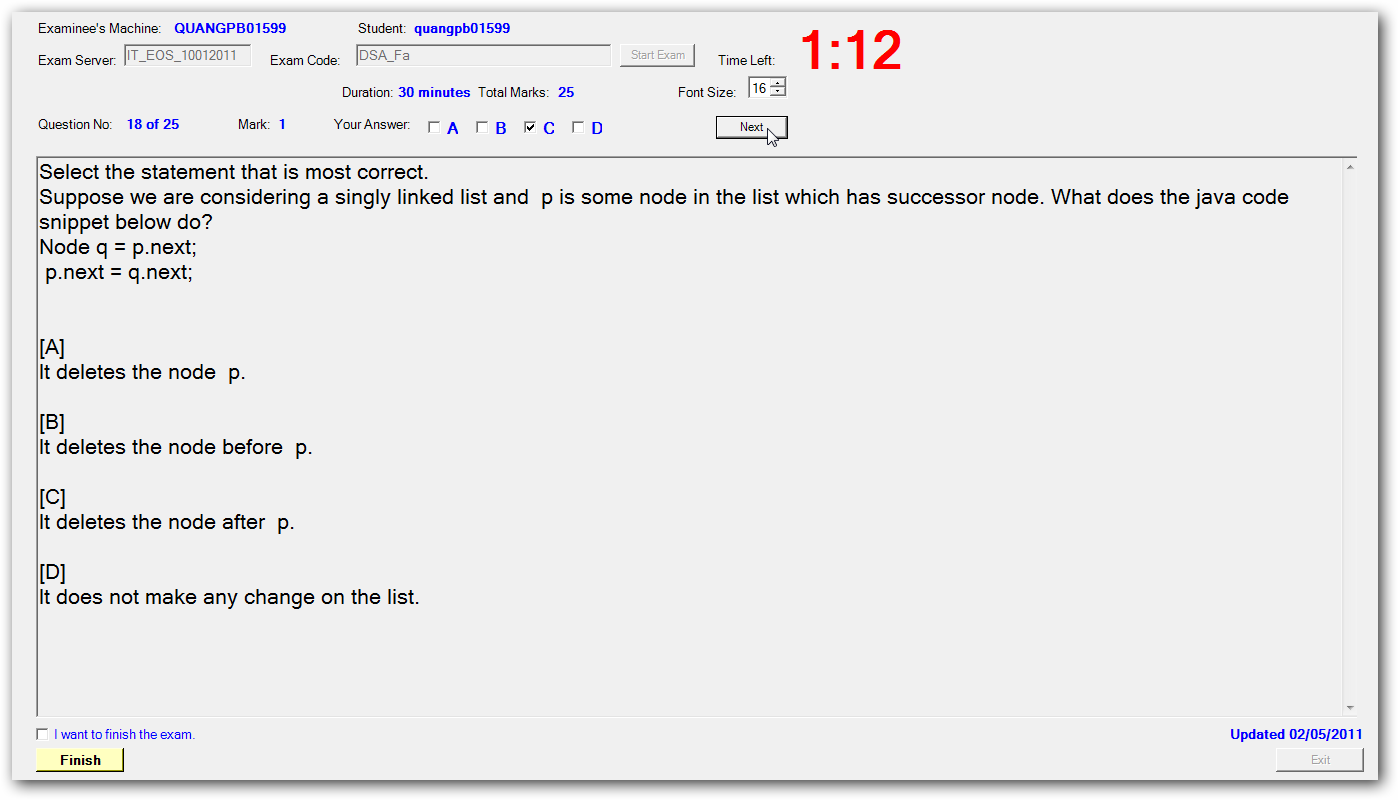 Examinee's Machine: QUANGPB01599 Student: quangpb01599
Exam Server: IT_EOS_10012011 Exam Code: DSA_Fa Start Exam Time Left: 1:12
Duration: 30 minutes Total Marks: 25 Font Size: 16
Question No: 18 of 25 Mark: 1 Your Answer: A B C D Next
Select the statement that is most correct.
Suppose we are considering a singly linked list and p is some node in the list which has successor node. What does the java code
snippet below do?
Node q = p.next;
p.next = q.next;
[A]
It deletes the node p.
[B]
It deletes the node before p.
[C]
It deletes the node after p.
[D]
It does not make any change on the list.
I want to finish the exam. Updated 02/05/2011
Finish Exit